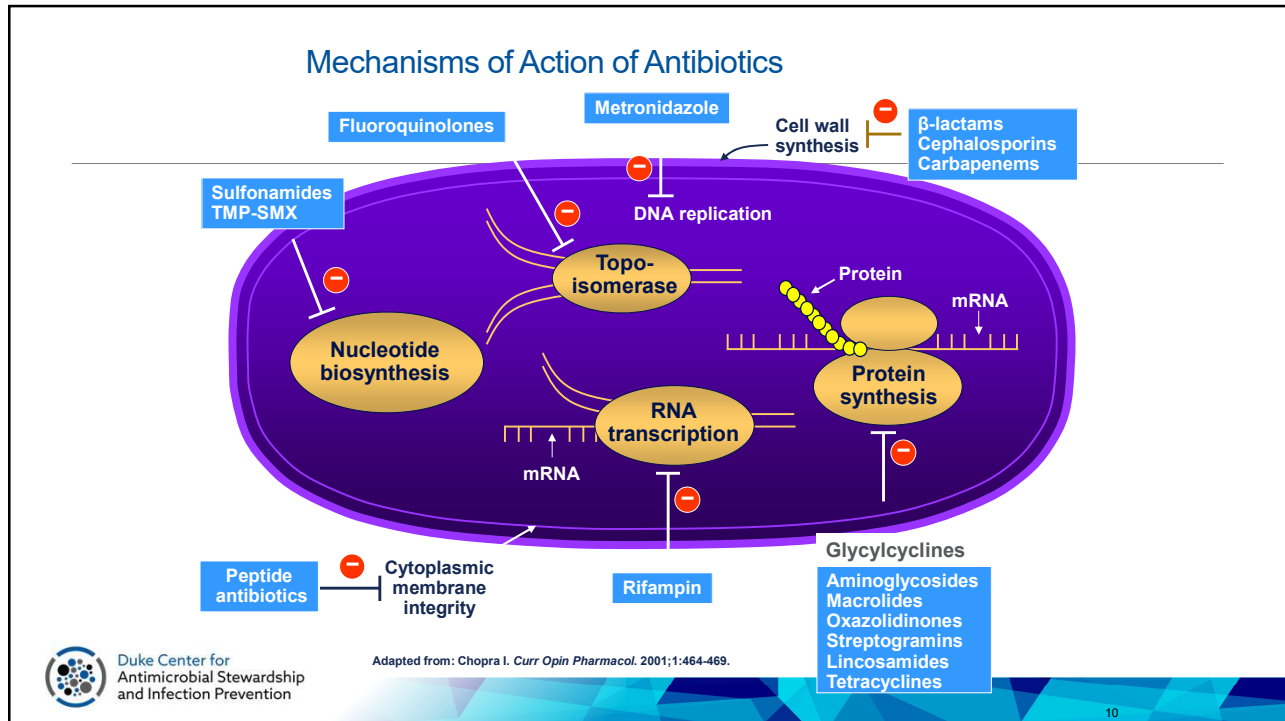 Mechanisms of Action of Antibiotics
Metronidazole
Fluoroquinolones
Cell wall
synthesis
−
β-lactams
Cephalosporins
Carbapenems
Sulfonamides
TMP-SMX
−
−
−
DNA replication
Topo-
isomerase
Protein
mRNA
Nucleotide
biosynthesis
Protein
synthesis
RNA
transcription
mRNA
−
−
Glycylcyclines
Aminoglycosides
Macrolides
Oxazolidinones
Streptogramins
Lincosamides
Tetracyclines
Peptide
antibiotics
−
Cytoplasmic
membrane
integrity
Rifampin
Duke Center for
Antimicrobial Stewardship
and Infection Prevention
Adapted from: Chopra I. Curr Opin Pharmacol. 2001;1:464-469.
10